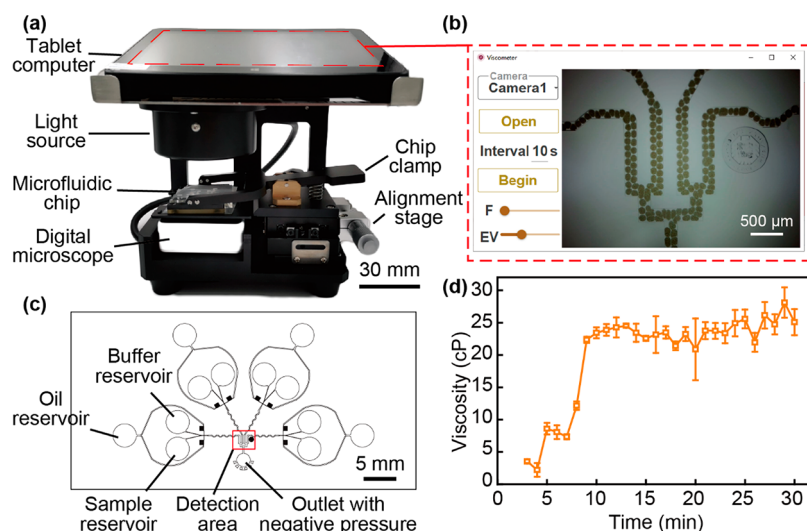 (a)
Tablet
computer
Light
source
Microfluidic
chip
Digital
microscope
Chip
clamp
Alignment
stage
30 mm
(b)
Viscometer
Camera
Camera1
Open
Interval 10 s
Begin
F
EV
500 µm
(c)
Buffer
reservoir
Oil
reservoir
Sample
reservoir
Detection
area
Outlet with
negative pressure
5 mm
(d)
Viscosity (cP)
30
25
20
15
10
5
0
0 5 10 15 20 25 30
Time (min)